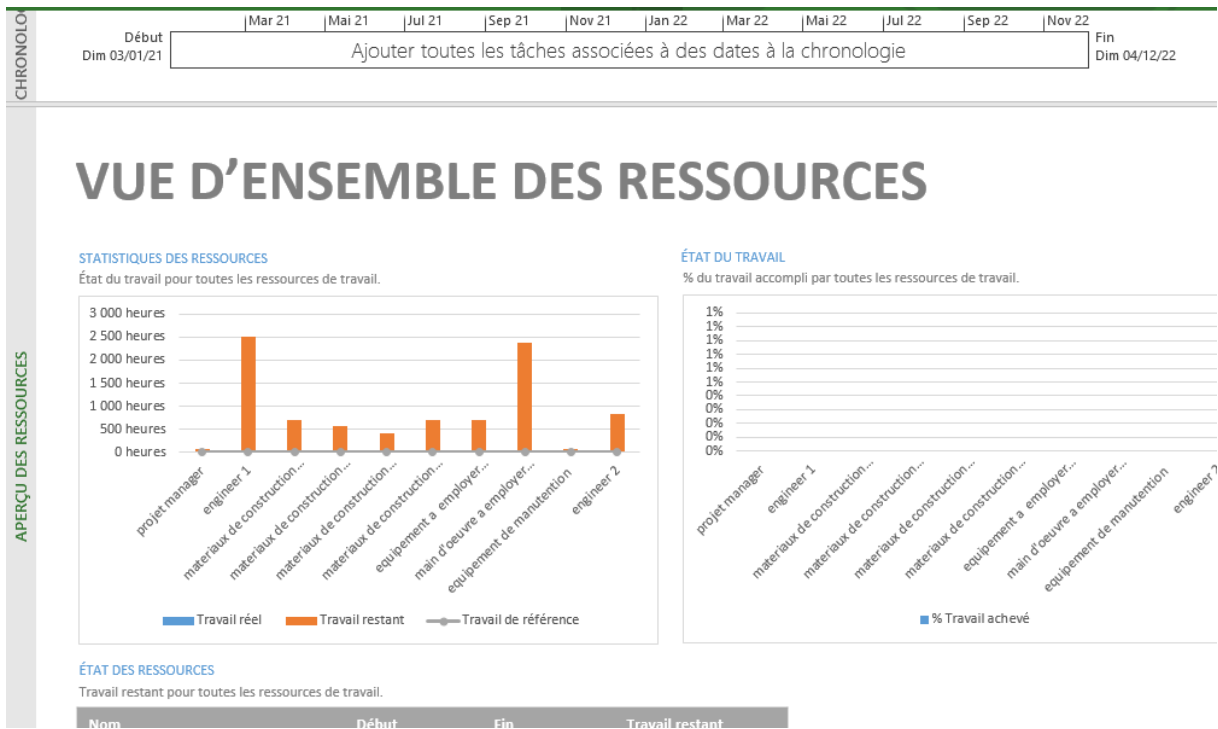 Mar 21 Mai 21 Jul 21 Sep 21 Nov 21 Jan 22 Mar 22 Mai 22 Jul 22 Sep 22 Nov 22
Début
Dim 03/01/21
Ajouter toutes les tâches associées à des dates à la chronologie
Fin
Dim 04/12/22
APERÇU DES RESSOURCES
VUE D’ENSEMBLE DES RESSOURCES
STATISTIQUES DES RESSOURCES
État du travail pour toutes les ressources de travail.
3 000 heures
2 500 heures
2 000 heures
1 500 heures
1 000 heures
500 heures
0 heures
projet manager
engineer 1
materiaux de construction...
materiaux de construction...
materiaux de construction...
materiaux de construction...
equipement a employer...
main d'oeuvre a employer...
equipement de manutention
engineer 2
Travail réel Travail restant Travail de référence
ÉTAT DU TRAVAIL
% du travail accompli par toutes les ressources de travail.
1%
1%
1%
1%
1%
1%
0%
0%
0%
0%
0%
projet manager
engineer 1
materiaux de construction...
materiaux de construction...
materiaux de construction...
materiaux de construction...
equipement a employer...
main d'oeuvre a employer...
equipement de manutention
engineer 2
% Travail achevé
ÉTAT DES RESSOURCES
Travail restant pour toutes les ressources de travail.
Nom Début Fin Travail restant